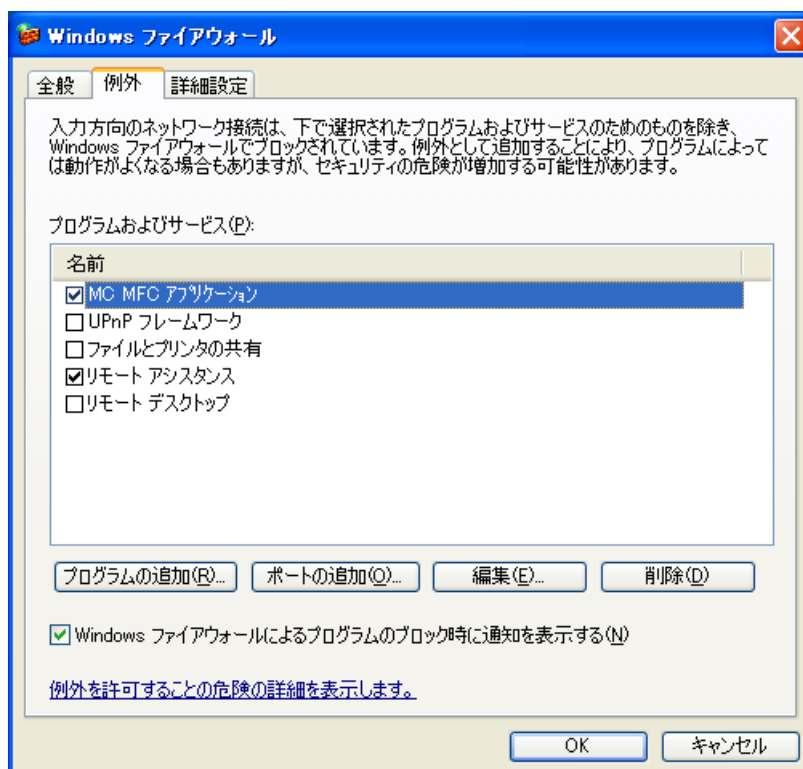 Windows ファイアウォール
全般 例外 詳細設定
入力方向のネットワーク接続は、下で選択されたプログラムおよびサービスのためのものを除き、
Windows ファイアウォールでブロックされています。例外として追加することにより、プログラムによって
は動作がよくなる場合もありますが、セキュリティの危険が増加する可能性があります。
プログラムおよびサービス(P):
名前
MC MFC アプリケーション
UPnP フレームワーク
ファイルとプリンタの共有
リモート アシスタンス
リモート デスクトップ
プログラムの追加(R)... ポートの追加(O)... 編集(E)... 削除(D)
Windows ファイアウォールによるプログラムのブロック時に通知を表示する(N)
例外を許可することの危険の詳細を表示します。
OK キャンセル